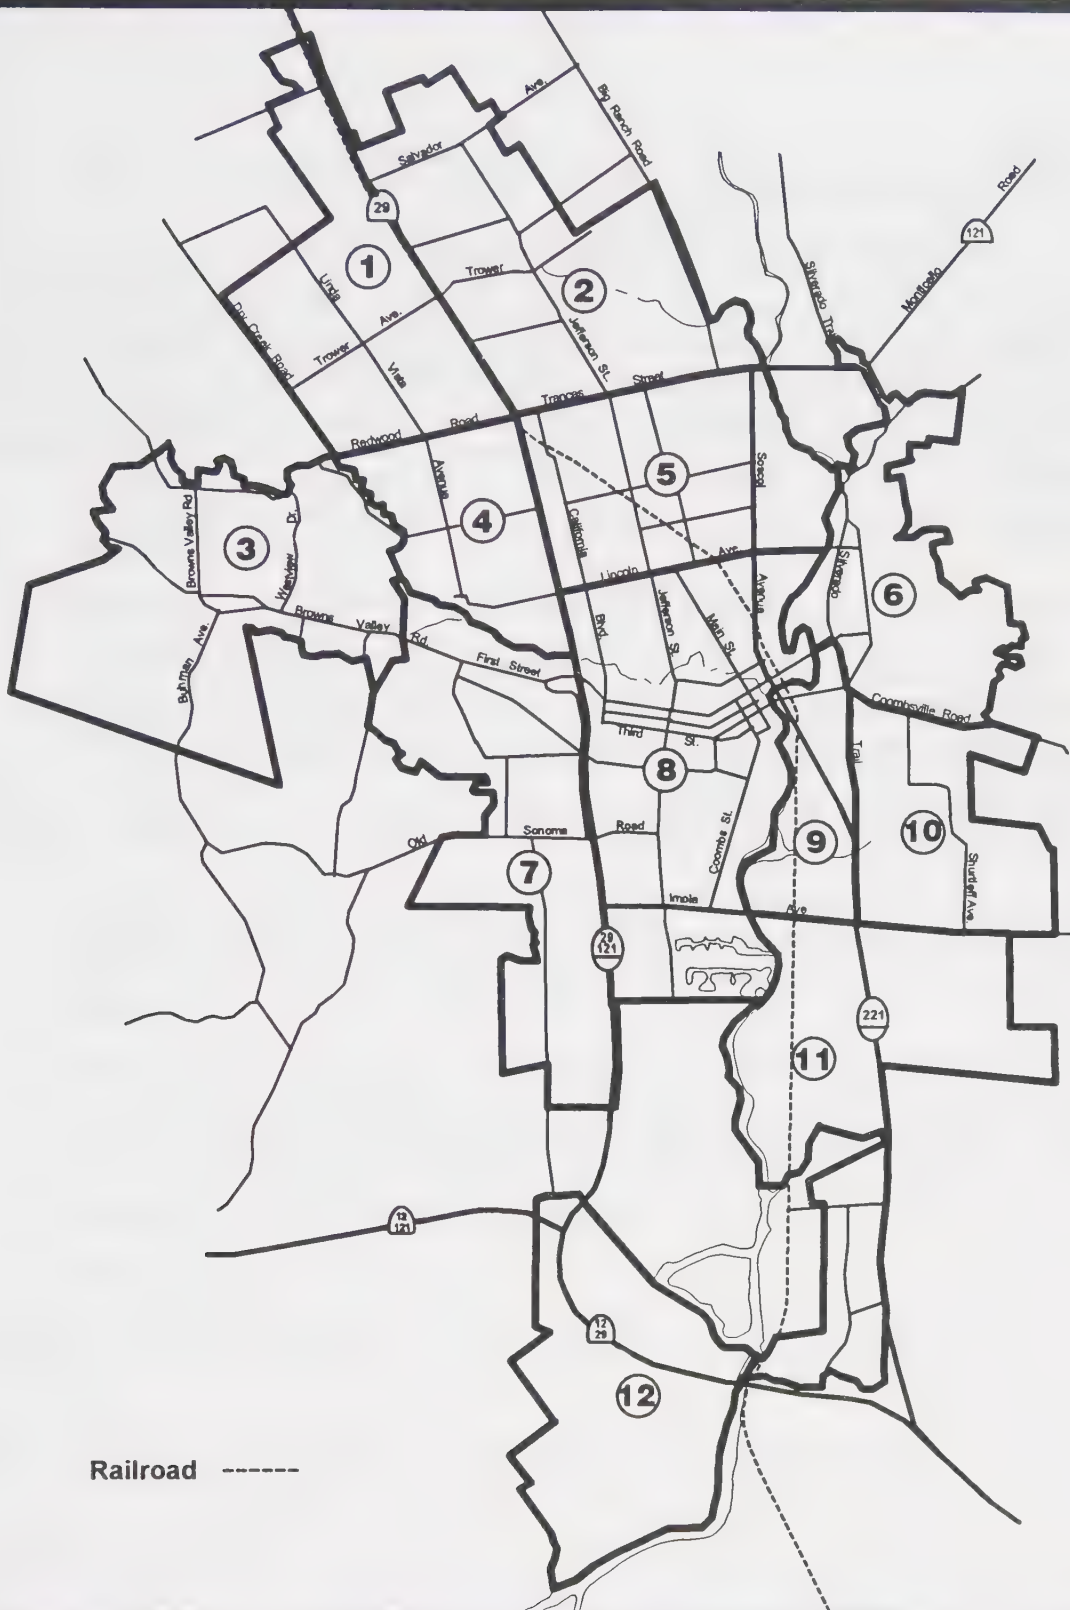 Ave.
Big Ranch Road
Salvador
Road
29
121
1
Linda
Trower
2
Silverado Tra
Monticello
Ave.
Dry Creek Road
Trower
Jefferson St.
Vista
Street
Trances
Road
Redwood
Avenue
5
Soscol
4
California
Browns Valley Rd
Dr.
3
Westview
Ave
Lincoln
Silverado
6
Avenue
Jefferson St.
Main St.
Blvd.
Browns
Valley
Rd
Buhman Ave.
First Street
Coombsville Road
Third
St.
Trail
8
Old
Sonoma
Road
Coombs St.
9
10
7
Shurtleff Ave.
Imola
Ave
29
121
221
11
12
121
12
29
12
Railroad